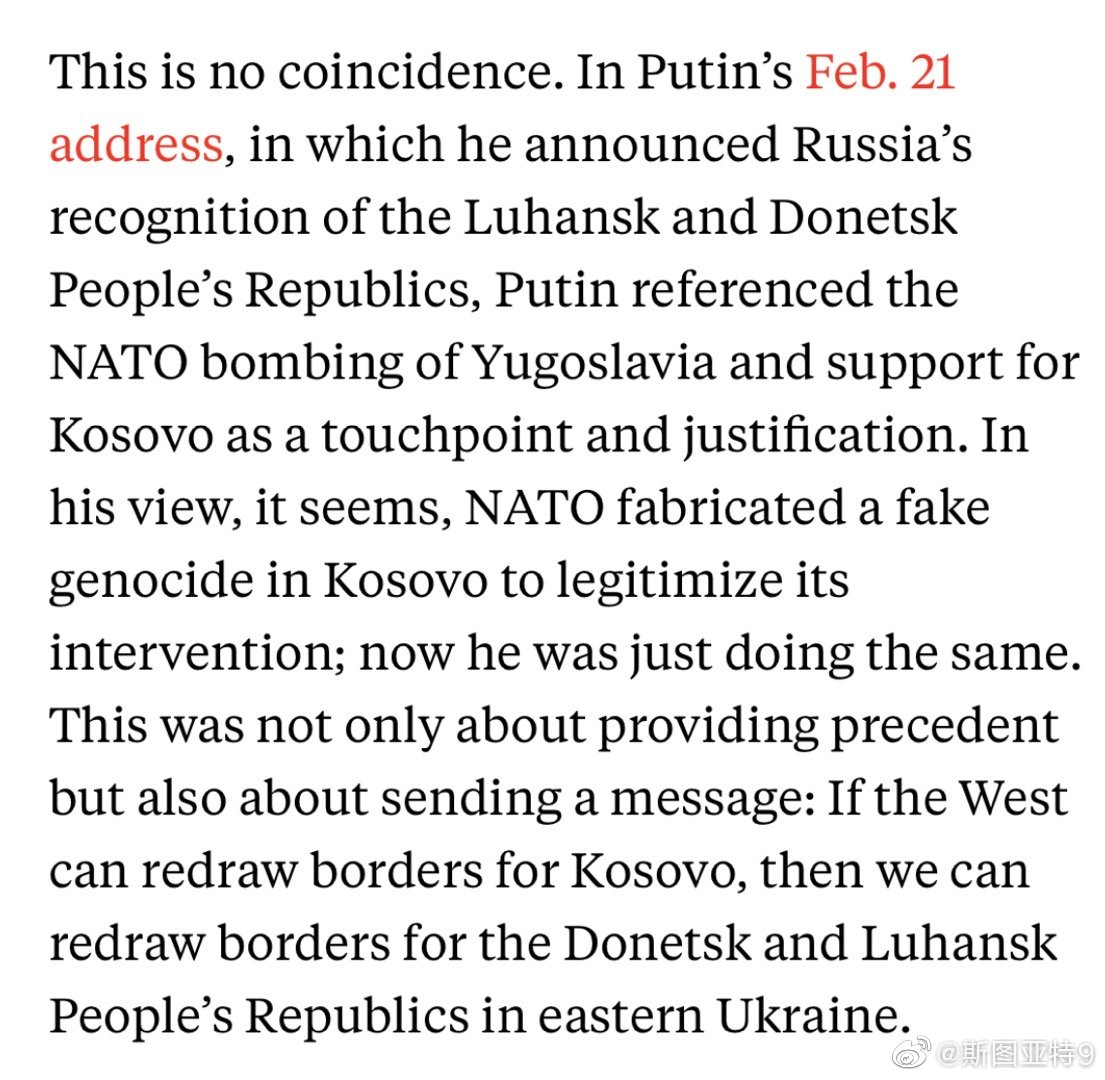 This is no coincidence. In Putin’s Feb. 21
address, in which he announced Russia’s
recognition of the Luhansk and Donetsk
People’s Republics, Putin referenced the
NATO bombing of Yugoslavia and support for
Kosovo as a touchpoint and justification. In
his view, it seems, NATO fabricated a fake
genocide in Kosovo to legitimize its
intervention; now he was just doing the same.
This was not only about providing precedent
but also about sending a message: If the West
can redraw borders for Kosovo, then we can
redraw borders for the Donetsk and Luhansk
People’s Republics in eastern Ukraine.
@斯图亚特9